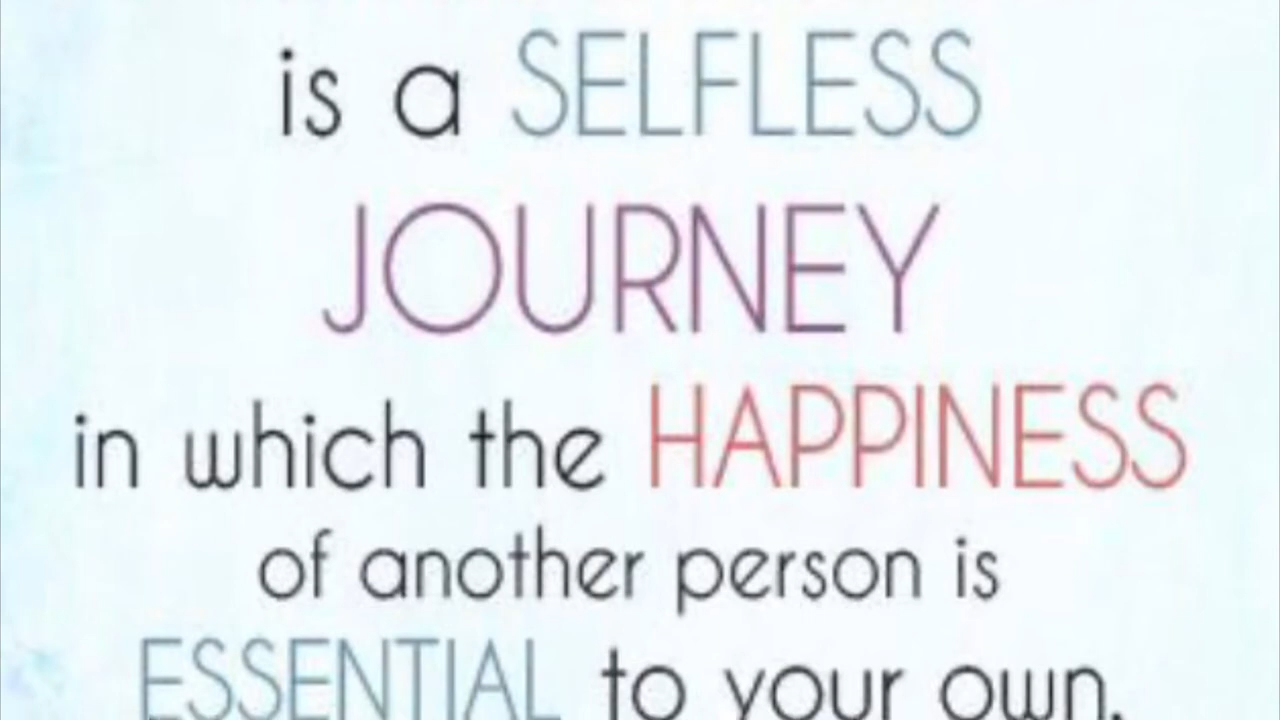 is a SELFLESS
JOURNEY
in which the HAPPINESS
of another person is
ESSENTIAL to your own.